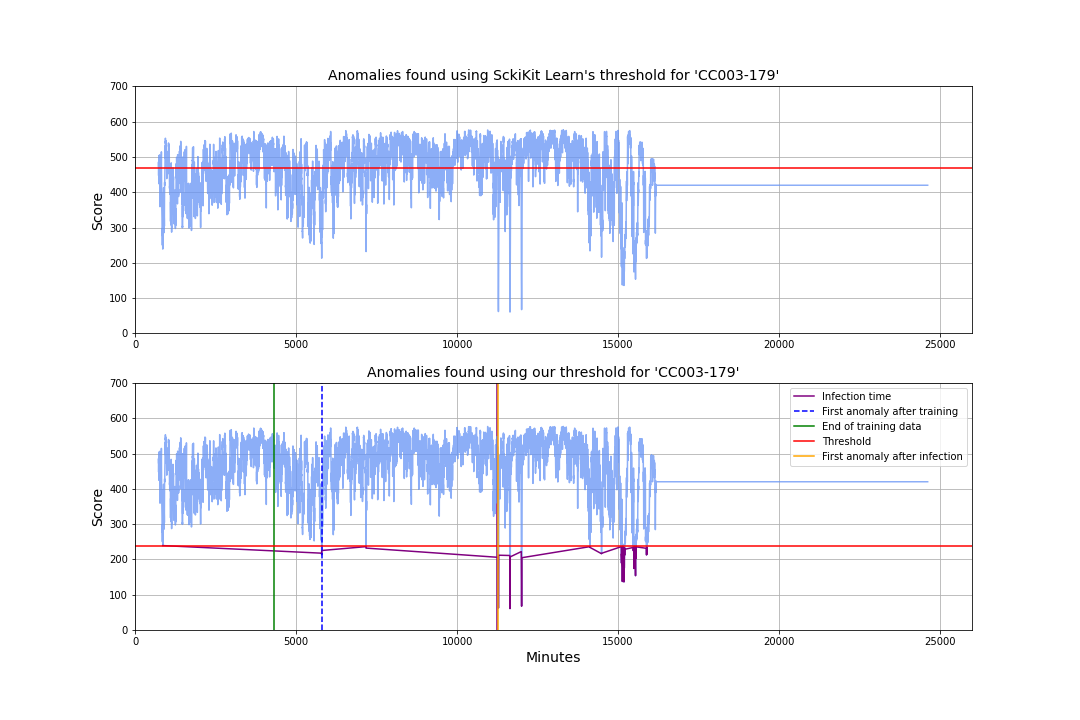 Anomalies found using SckiKit Learn's threshold for 'CC003-179'
700
600
500
400
300
200
100
0
Score
0 5000 10000 15000 20000 25000
Anomalies found using our threshold for 'CC003-179'
700
600
500
400
300
200
100
0
Score
Infection time
First anomaly after training
End of training data
Threshold
First anomaly after infection
0 5000 10000 15000 20000 25000
Minutes